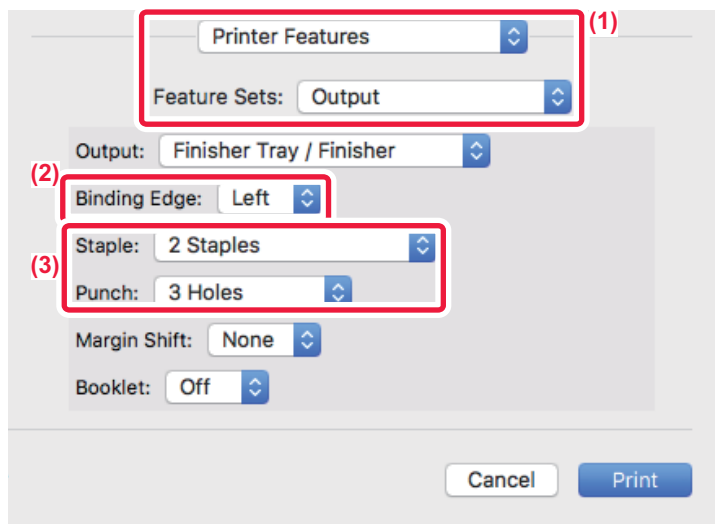 Printer Features
(1)
Feature Sets: Output
Output: Finisher Tray / Finisher
(2)
Binding Edge: Left
Staple: 2 Staples
(3)
Punch: 3 Holes
Margin Shift: None
Booklet: Off
Cancel Print